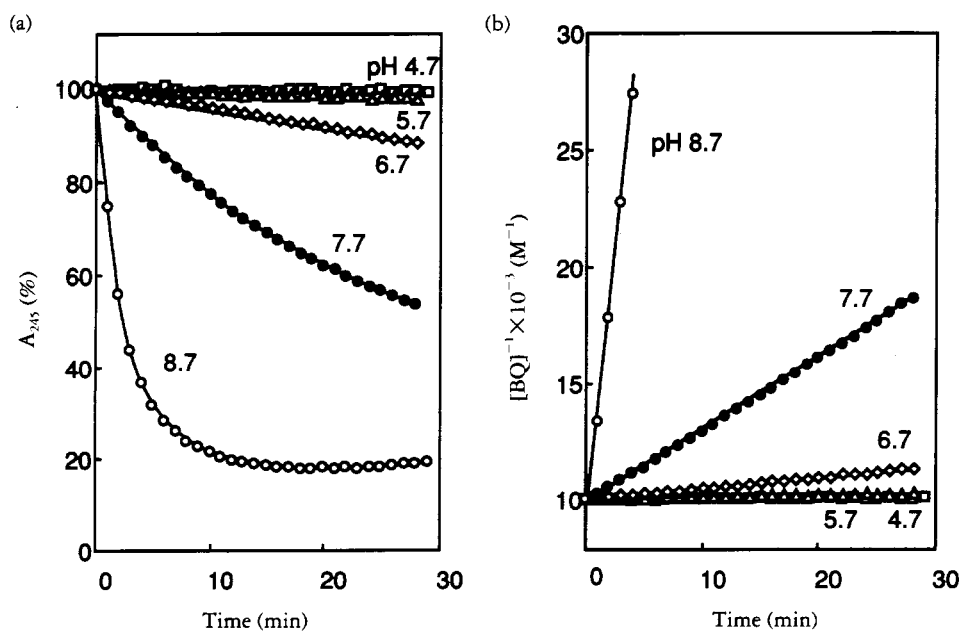 (a)
100
80
60
40
20
0
A₂₄₅ (%)
pH 4.7
5.7
6.7
7.7
8.7
0 10 20 30
Time (min)
(b)
30
25
20
15
10
[BQ]⁻¹×10⁻³ (M⁻¹)
pH 8.7
7.7
6.7
5.7 4.7
0 10 20 30
Time (min)